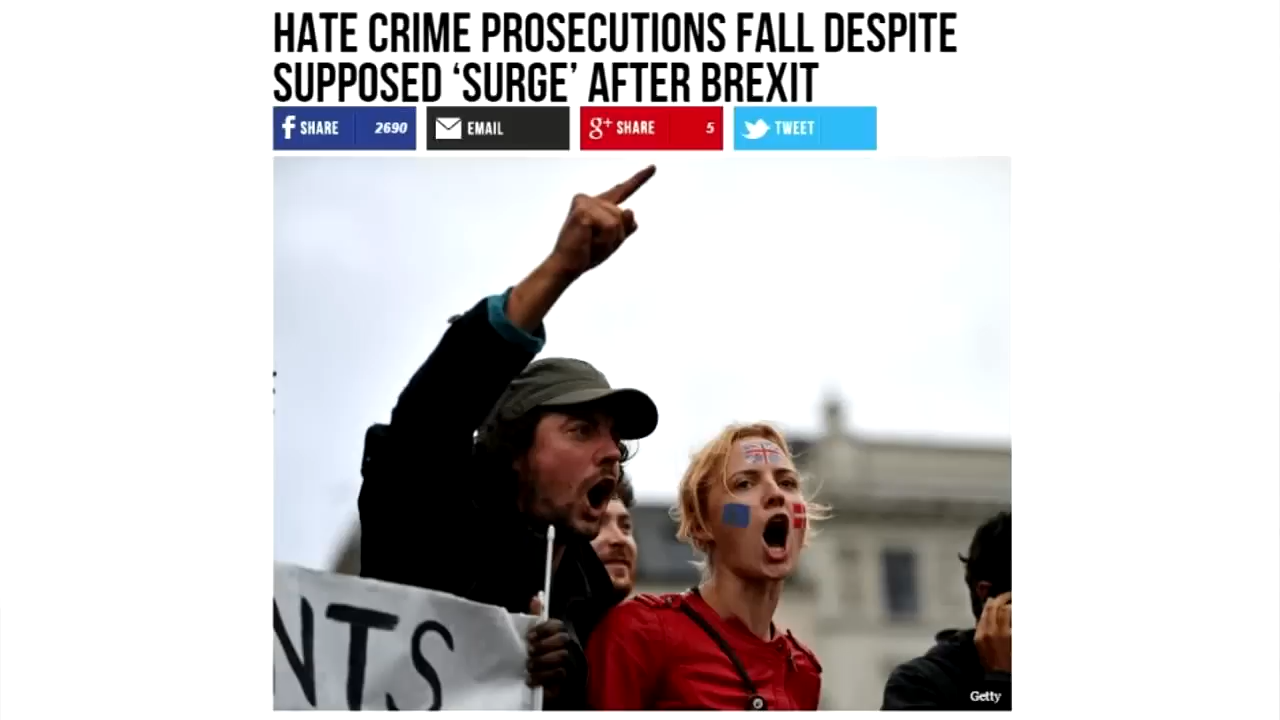 HATE CRIME PROSECUTIONS FALL DESPITE
SUPPOSED ‘SURGE’ AFTER BREXIT
f SHARE 2690
EMAIL
g+ SHARE 5
TWEET
NTS
Getty